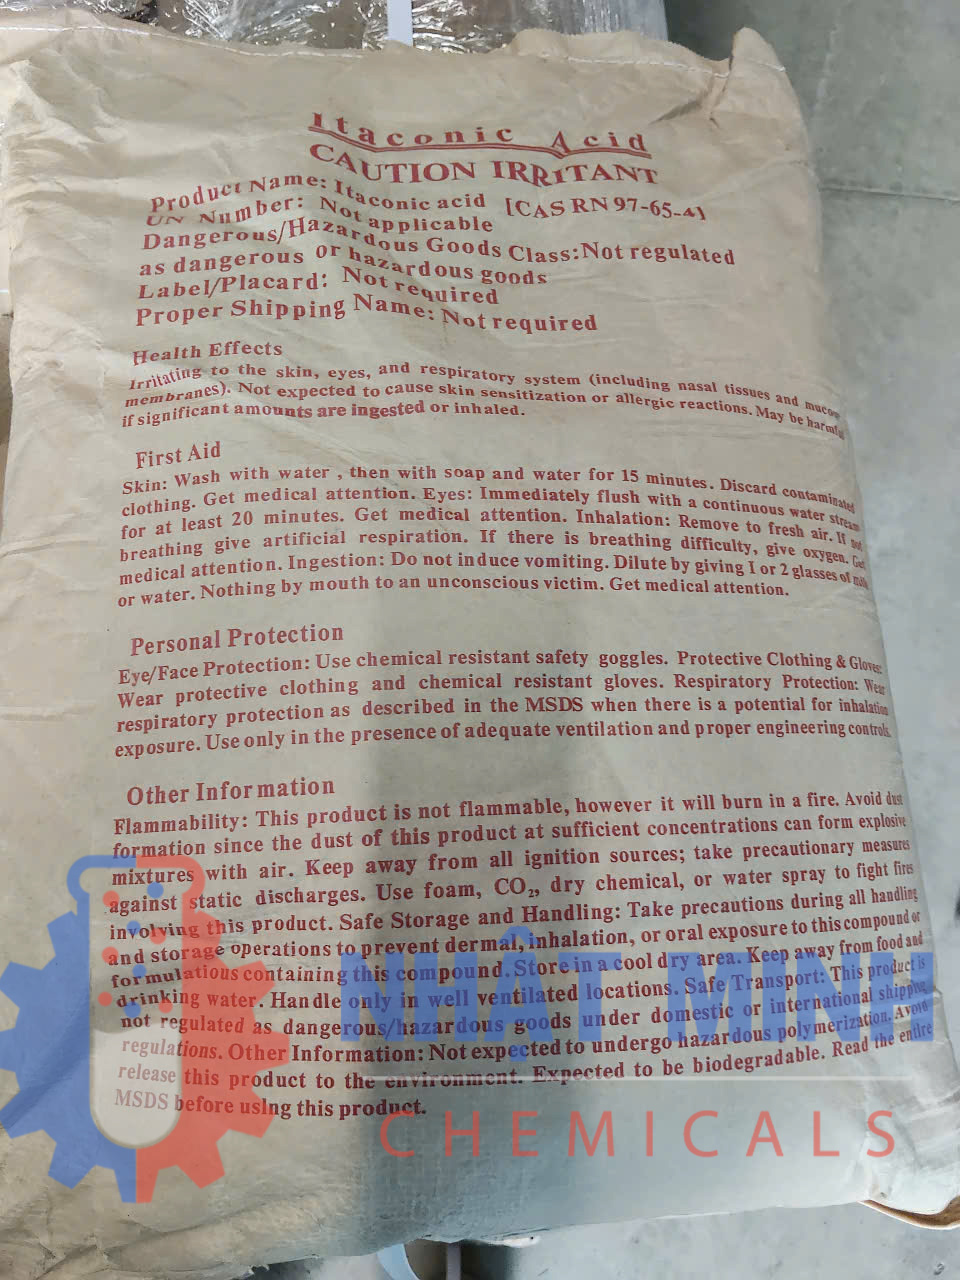 Itaconic Acid
CAUTION IRRITANT
Product Name: Itaconic acid [CAS RN 97-65-4]
UN Number: Not applicable
Dangerous/Hazardous Goods Class:Not regulated
as dangerous or hazardous goods
Label/Placard: Not required
Proper Shipping Name: Not required
Health Effects
Irritating to the skin, eyes, and respiratory system (including nasal tissues and mucous
membranes). Not expected to cause skin sensitization or allergic reactions. May be harmful
if significant amounts are ingested or inhaled.
First Aid
Skin: Wash with water , then with soap and water for 15 minutes. Discard contaminated
clothing. Get medical attention. Eyes: Immediately flush with a continuous water stream
for at least 20 minutes. Get medical attention. Inhalation: Remove to fresh air. If not
breathing give artificial respiration. If there is breathing difficulty, give oxygen. Get
medical attention. Ingestion: Do not induce vomiting. Dilute by giving 1 or 2 glasses of milk
or water. Nothing by mouth to an unconscious victim. Get medical attention.
Personal Protection
Eye/Face Protection: Use chemical resistant safety goggles. Protective Clothing & Gloves:
Wear protective clothing and chemical resistant gloves. Respiratory Protection: Wear
respiratory protection as described in the MSDS when there is a potential for inhalation
exposure. Use only in the presence of adequate ventilation and proper engineering controls.
Other Information
Flammability: This product is not flammable, however it will burn in a fire. Avoid dust
formation since the dust of this product at sufficient concentrations can form explosive
mixtures with air. Keep away from all ignition sources; take precautionary measures
against static discharges. Use foam, CO₂, dry chemical, or water spray to fight fires
involving this product. Safe Storage and Handling: Take precautions during all handling
and storage operations to prevent dermal, inhalation, or oral exposure to this compound or
formulations containing this compound. Store in a cool dry area. Keep away from food and
drinking water. Handle only in well ventilated locations. Safe Transport: This product is
not regulated as dangerous/hazardous goods under domestic or international shipping
regulations. Other Information: Not expected to undergo hazardous polymerization. Avoid
release this product to the environment. Expected to be biodegradable. Read the entire
MSDS before using this product.
NHẬT MINH
CHEMICALS